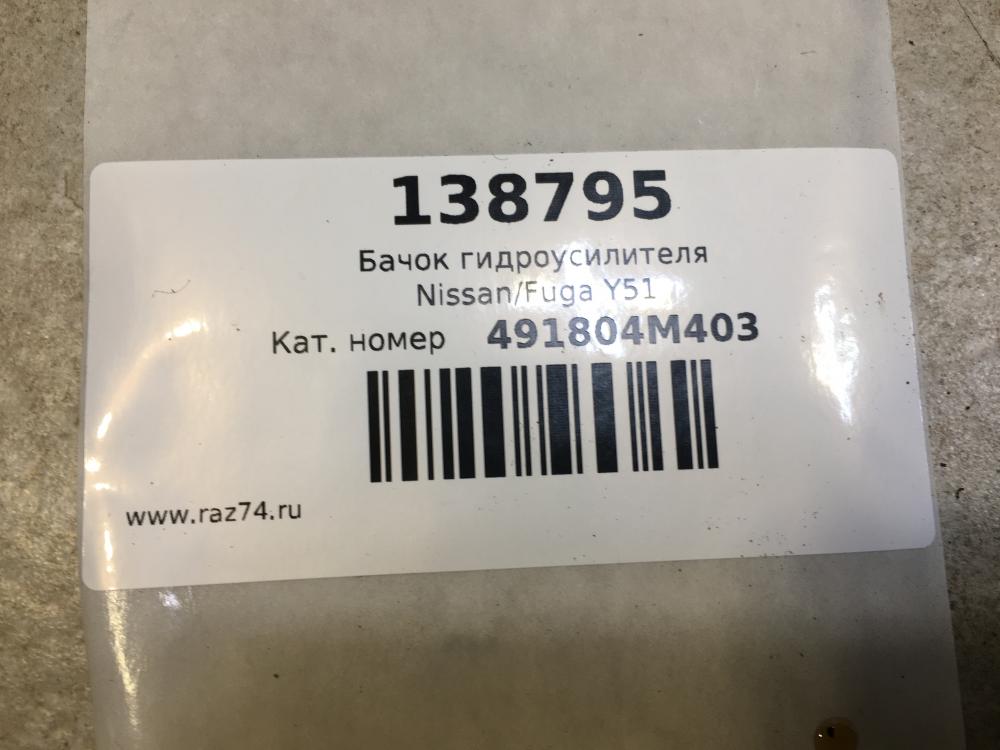 138795
Бачок гидроусилителя
Nissan/Fuga Y51
Кат. номер 491804M403
www.raz74.ru